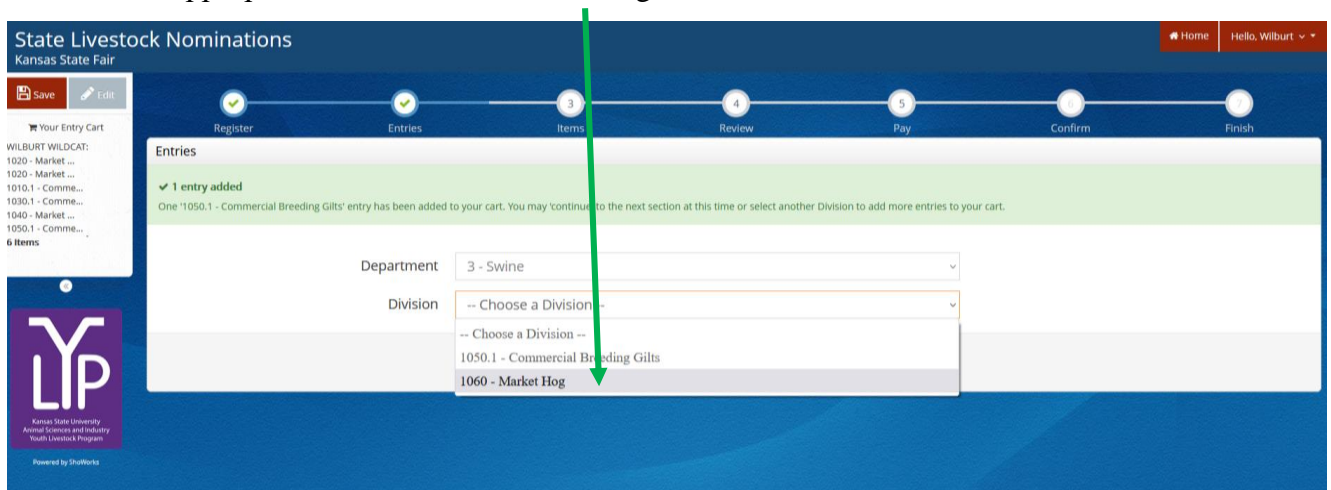 State Livestock Nominations
Kansas State Fair
Home
Hello, Wilburt
Save
Edit
Your Entry Cart
WILBURT WILDCAT:
1020 - Market ...
1020 - Market ...
1010.1 - Comme...
1030.1 - Comme...
1040 - Market ...
1050.1 - Comme...
6 Items
3
4
5
6
7
Register
Entries
Items
Review
Pay
Confirm
Finish
Entries
1 entry added
One '1050.1 - Commercial Breeding Gilts' entry has been added to your cart. You may 'continue to the next section at this time or select another Division to add more entries to your cart.
Department
3 - Swine
Division
-- Choose a Division --
-- Choose a Division --
1050.1 - Commercial Breeding Gilts
1060 - Market Hog
YLP
Kansas State University
Animal Sciences and Industry
Youth Livestock Program
Powered by ShoWorks